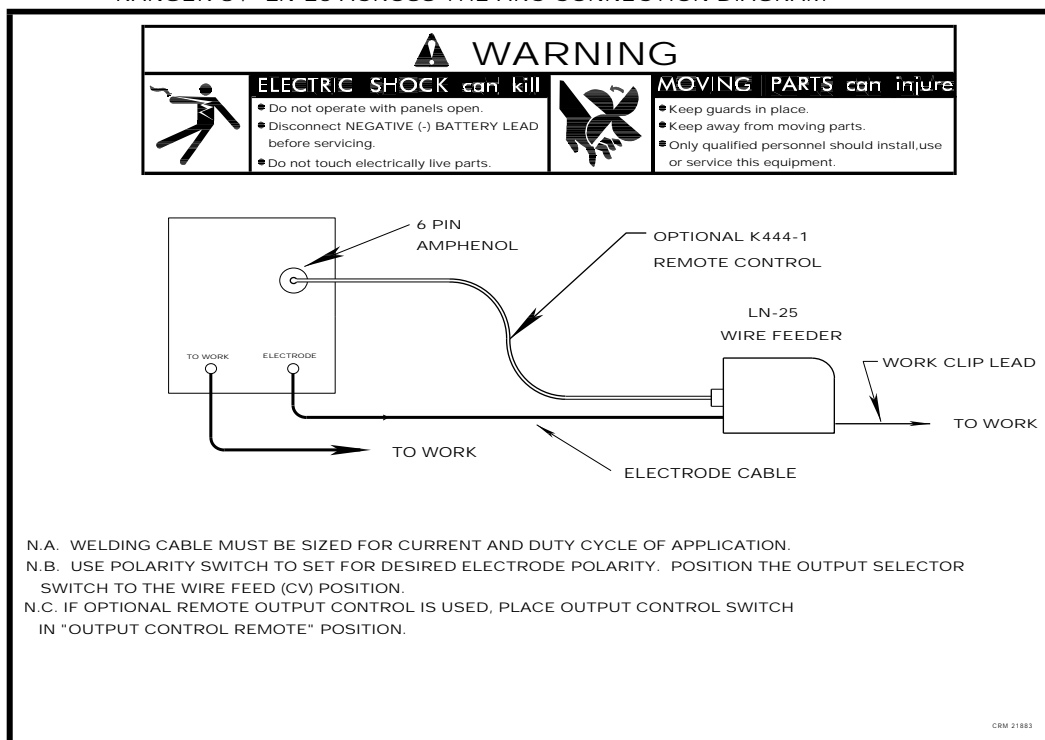 WARNING
ELECTRIC SHOCK can kill
Do not operate with panels open.
Disconnect NEGATIVE (-) BATTERY LEAD
before servicing.
Do not touch electrically live parts.
MOVING PARTS can injure
Keep guards in place.
Keep away from moving parts.
Only qualified personnel should install,use
or service this equipment.
6 PIN
AMPHENOL
OPTIONAL K444-1
REMOTE CONTROL
LN-25
WIRE FEEDER
TO WORK
ELECTRODE
WORK CLIP LEAD
TO WORK
TO WORK
ELECTRODE CABLE
N.A. WELDING CABLE MUST BE SIZED FOR CURRENT AND DUTY CYCLE OF APPLICATION.
N.B. USE POLARITY SWITCH TO SET FOR DESIRED ELECTRODE POLARITY. POSITION THE OUTPUT SELECTOR
SWITCH TO THE WIRE FEED (CV) POSITION.
N.C. IF OPTIONAL REMOTE OUTPUT CONTROL IS USED, PLACE OUTPUT CONTROL SWITCH
IN "OUTPUT CONTROL REMOTE" POSITION.
CRM 21883